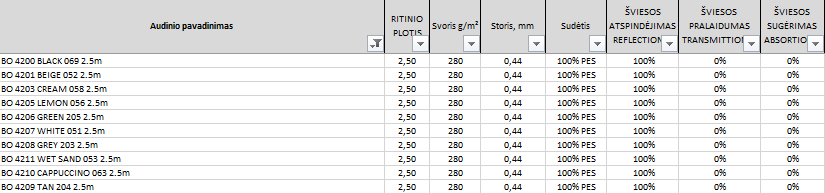 Audinio pavadinimas RITINIO PLOTIS Svoris g/m² Storis, mm Sudėtis ŠVIESOS ATSPINDĖJIMAS REFLECTION ŠVIESOS PRALAIDUMAS TRANSMITTION ŠVIESOS SUGĖRIMAS ABSORTIO
BO 4200 BLACK 069 2.5m 2,50 280 0,44 100% PES 100% 0% 0%
BO 4201 BEIGE 052 2.5m 2,50 280 0,44 100% PES 100% 0% 0%
BO 4203 CREAM 058 2.5m 2,50 280 0,44 100% PES 100% 0% 0%
BO 4205 LEMON 056 2.5m 2,50 280 0,44 100% PES 100% 0% 0%
BO 4206 GREEN 205 2.5m 2,50 280 0,44 100% PES 100% 0% 0%
BO 4207 WHITE 051 2.5m 2,50 280 0,44 100% PES 100% 0% 0%
BO 4208 GREY 203 2.5m 2,50 280 0,44 100% PES 100% 0% 0%
BO 4211 WET SAND 053 2.5m 2,50 280 0,44 100% PES 100% 0% 0%
BO 4210 CAPPUCCINO 063 2.5m 2,50 280 0,44 100% PES 100% 0% 0%
BO 4209 TAN 204 2.5m 2,50 280 0,44 100% PES 100% 0% 0%